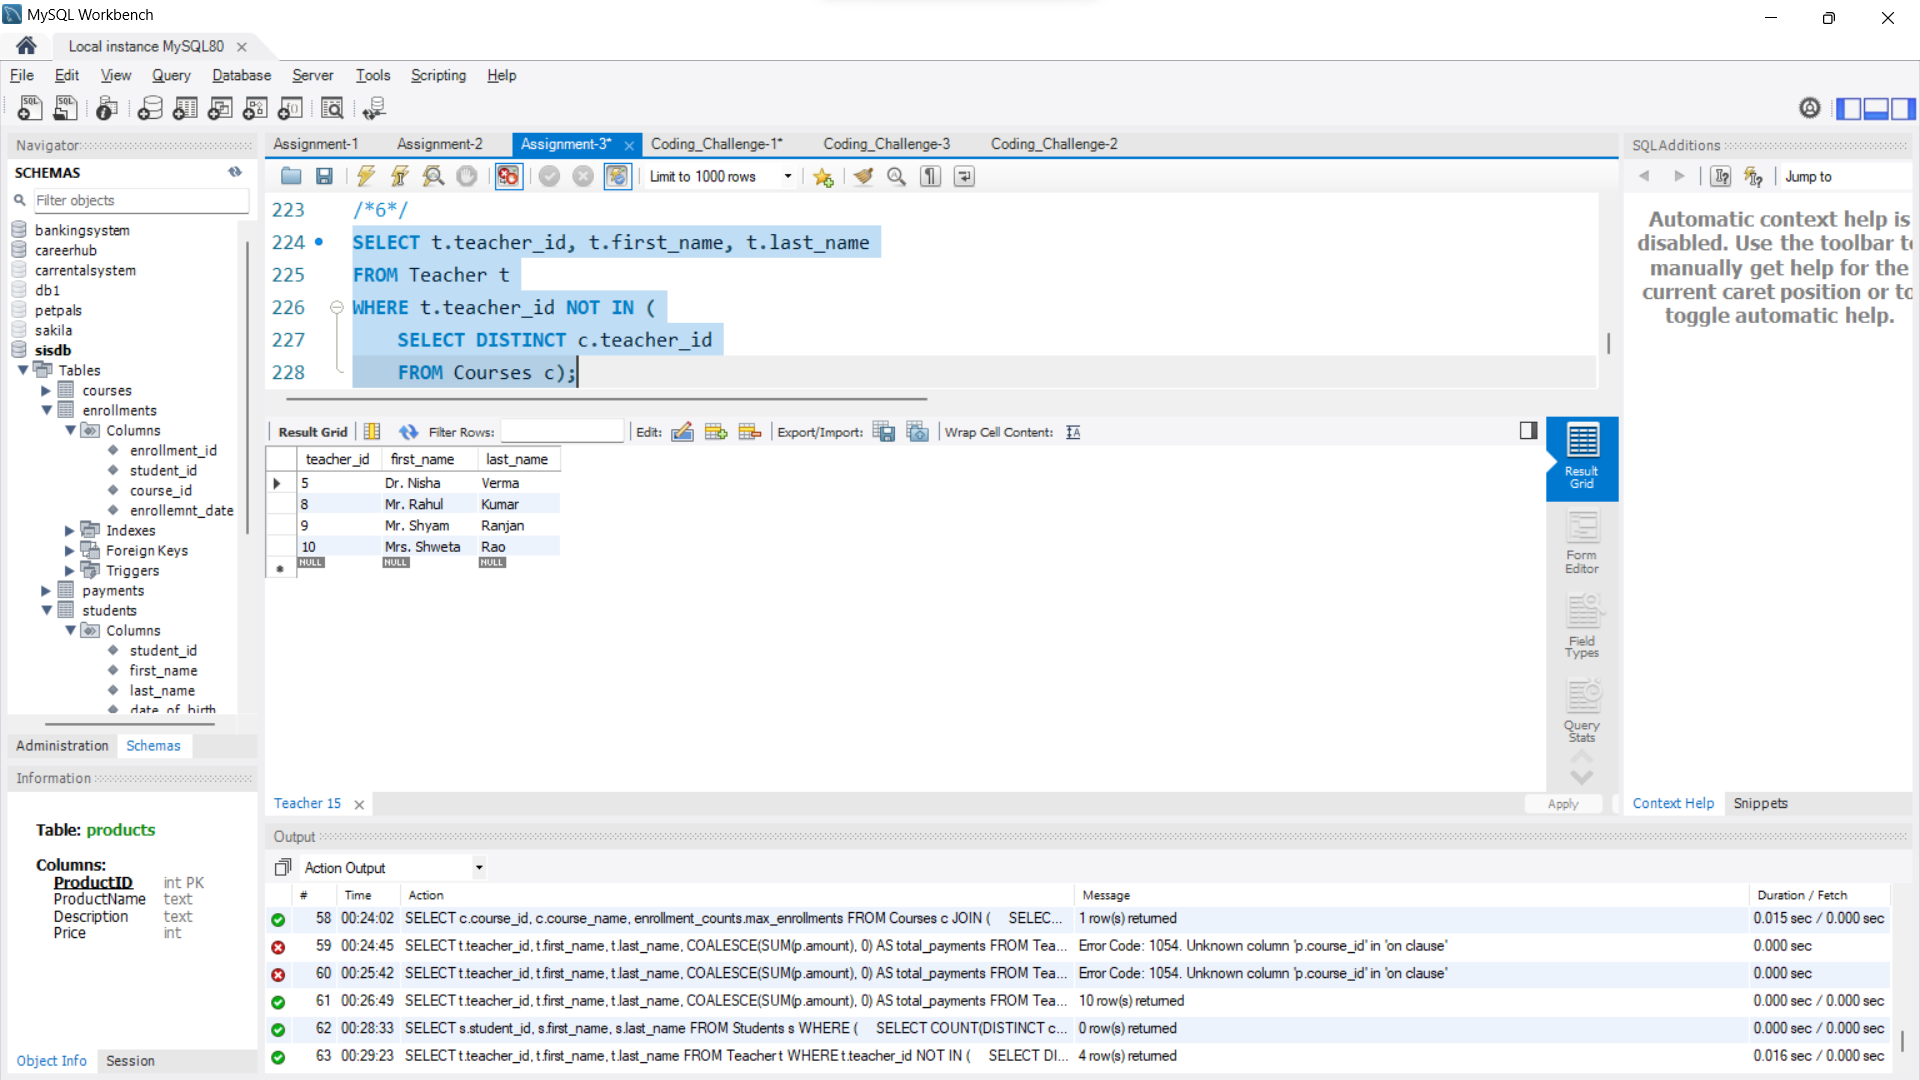 MySQL Workbench
Local instance MySQL80
File Edit View Query Database Server Tools Scripting Help
Navigator
SCHEMAS
Filter objects
bankingsystem
careerhub
carrentalsystem
db1
petpals
sakila
sisdb
Tables
courses
enrollments
Columns
enrollment_id
student_id
course_id
enrollemnt_date
Indexes
Foreign Keys
Triggers
payments
students
Columns
student_id
first_name
last_name
date_of_birth
Administration Schemas
Information
Table: products
Columns:
ProductID int PK
ProductName text
Description text
Price int
Object Info Session
Assignment-1 Assignment-2 Assignment-3* Coding_Challenge-1* Coding_Challenge-3 Coding_Challenge-2
Limit to 1000 rows
223 /*6*/
224 SELECT t.teacher_id, t.first_name, t.last_name
225 FROM Teacher t
226 WHERE t.teacher_id NOT IN (
227 SELECT DISTINCT c.teacher_id
228 FROM Courses c);
Result Grid Filter Rows: Edit: Export/Import: Wrap Cell Content:
teacher_id first_name last_name
5 Dr. Nisha Verma
8 Mr. Rahul Kumar
9 Mr. Shyam Ranjan
10 Mrs. Shweta Rao
NULL NULL NULL
Result Grid
Form Editor
Field Types
Query Stats
Teacher 15
Apply
SQLAdditions
Jump to
Automatic context help is
disabled. Use the toolbar to
manually get help for the
current caret position or to
toggle automatic help.
Context Help Snippets
Output
Action Output
# Time Action Message Duration / Fetch
58 00:24:02 SELECT c.course_id, c.course_name, enrollment_counts.max_enrollments FROM Courses c JOIN ( SELEC... 1 row(s) returned 0.015 sec / 0.000 sec
59 00:24:45 SELECT t.teacher_id, t.first_name, t.last_name, COALESCE(SUM(p.amount), 0) AS total_payments FROM Tea... Error Code: 1054. Unknown column 'p.course_id' in 'on clause' 0.000 sec
60 00:25:42 SELECT t.teacher_id, t.first_name, t.last_name, COALESCE(SUM(p.amount), 0) AS total_payments FROM Tea... Error Code: 1054. Unknown column 'p.course_id' in 'on clause' 0.000 sec
61 00:26:49 SELECT t.teacher_id, t.first_name, t.last_name, COALESCE(SUM(p.amount), 0) AS total_payments FROM Tea... 10 row(s) returned 0.000 sec / 0.000 sec
62 00:28:33 SELECT s.student_id, s.first_name, s.last_name FROM Students s WHERE ( SELECT COUNT(DISTINCT c... 0 row(s) returned 0.000 sec / 0.000 sec
63 00:29:23 SELECT t.teacher_id, t.first_name, t.last_name FROM Teacher t WHERE t.teacher_id NOT IN ( SELECT DI... 4 row(s) returned 0.016 sec / 0.000 sec